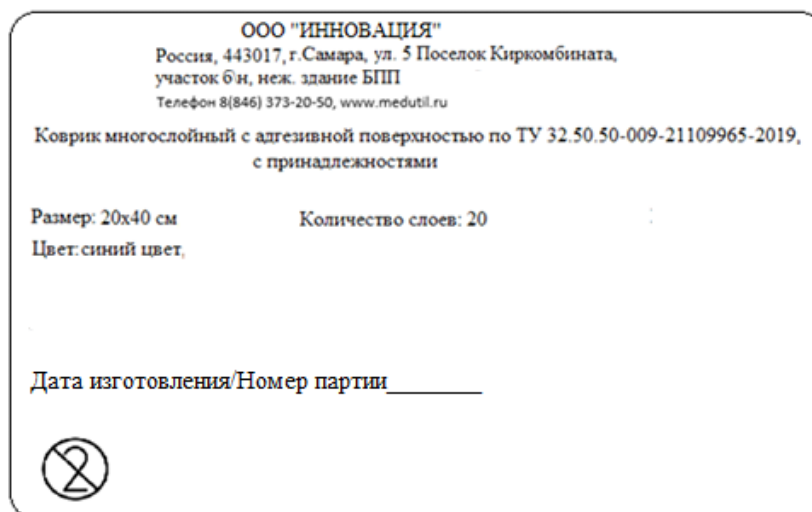 ООО "ИННОВАЦИЯ"
Россия, 443017, г.Самара, ул. 5 Поселок Киркомбината,
участок б\н, неж. здание БПП
Телефон 8(846) 373-20-50, www.medutil.ru
Коврик многослойный с адгезивной поверхностью по ТУ 32.50.50-009-21109965-2019,
с принадлежностями
Размер: 20х40 см Количество слоев: 20
Цвет: синий цвет,
Дата изготовления/Номер партии________
2